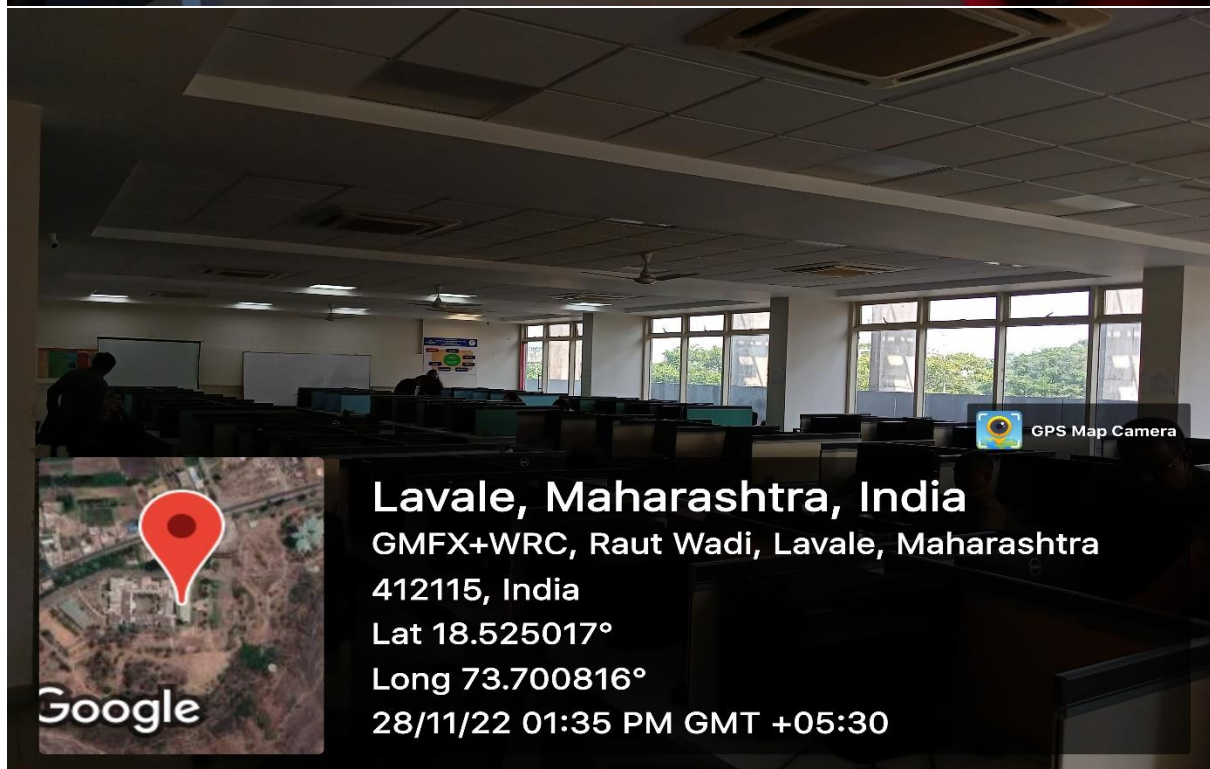 GPS Map Camera
Lavale, Maharashtra, India
GMFX+WRC, Raut Wadi, Lavale, Maharashtra
412115, India
Lat 18.525017°
Long 73.700816°
28/11/22 01:35 PM GMT +05:30
Google